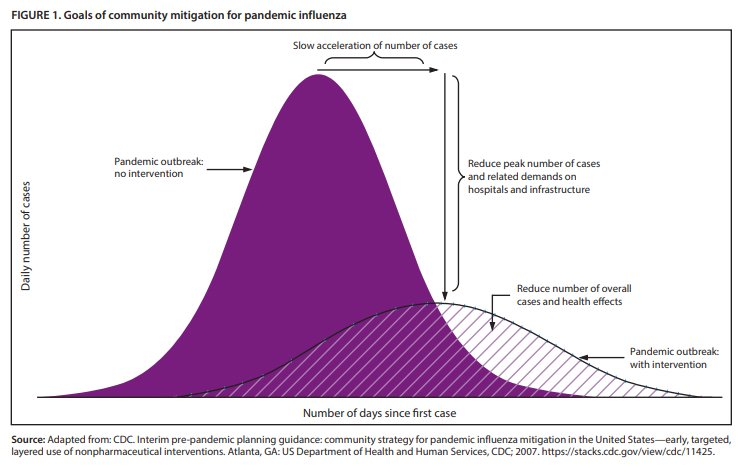 FIGURE 1. Goals of community mitigation for pandemic influenza
Slow acceleration of number of cases
Pandemic outbreak:
no intervention
Reduce peak number of cases
and related demands on
hospitals and infrastructure
Daily number of cases
Reduce number of overall
cases and health effects
Pandemic outbreak:
with intervention
Number of days since first case
Source: Adapted from: CDC. Interim pre-pandemic planning guidance: community strategy for pandemic influenza mitigation in the United States—early, targeted,
layered use of nonpharmaceutical interventions. Atlanta, GA: US Department of Health and Human Services, CDC; 2007. https://stacks.cdc.gov/view/cdc/11425.